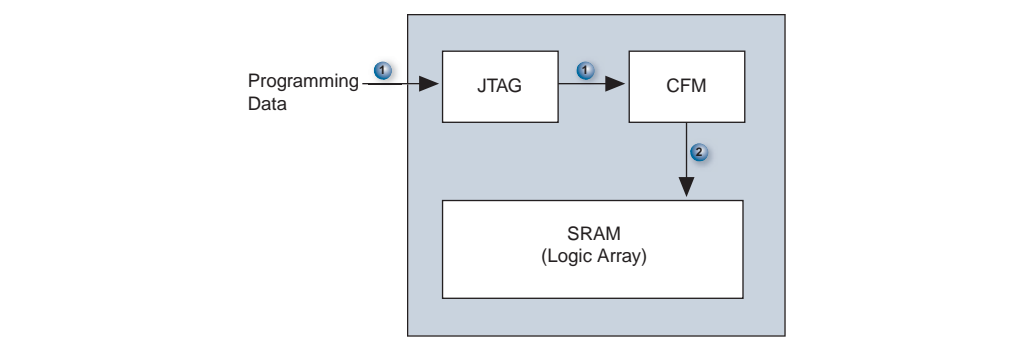 1
1
Programming
Data
JTAG
CFM
2
SRAM
(Logic Array)